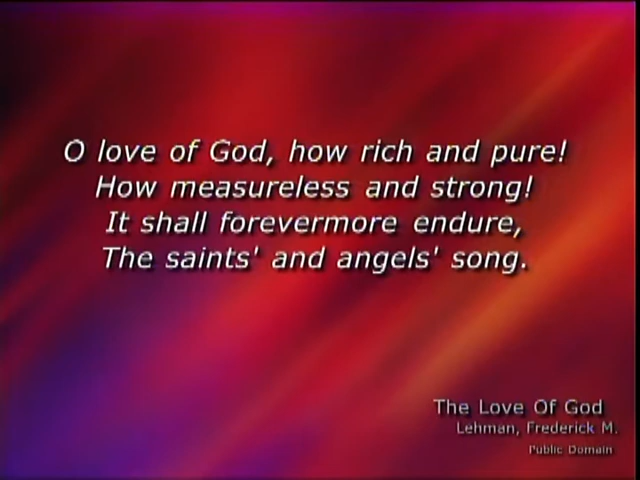 O love of God, how rich and pure!
How measureless and strong!
It shall forevermore endure,
The saints' and angels' song.
The Love Of God
Lehman, Frederick M.
Public Domain